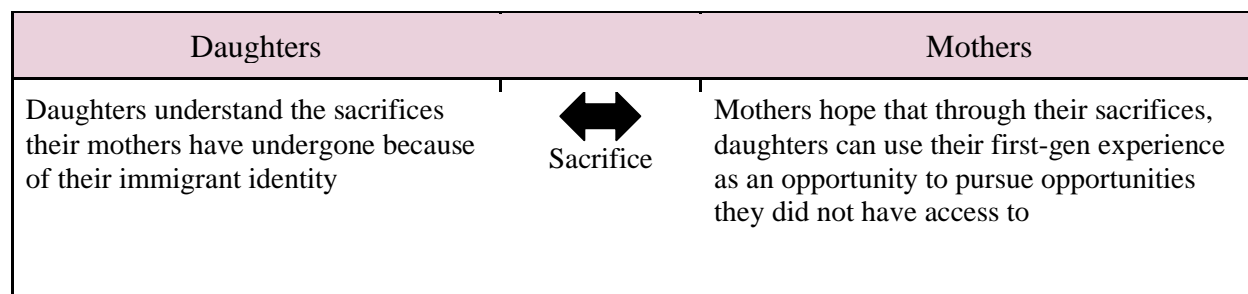 Daughters
Mothers
Daughters understand the sacrifices
their mothers have undergone because
of their immigrant identity
Sacrifice
Mothers hope that through their sacrifices,
daughters can use their first-gen experience
as an opportunity to pursue opportunities
they did not have access to